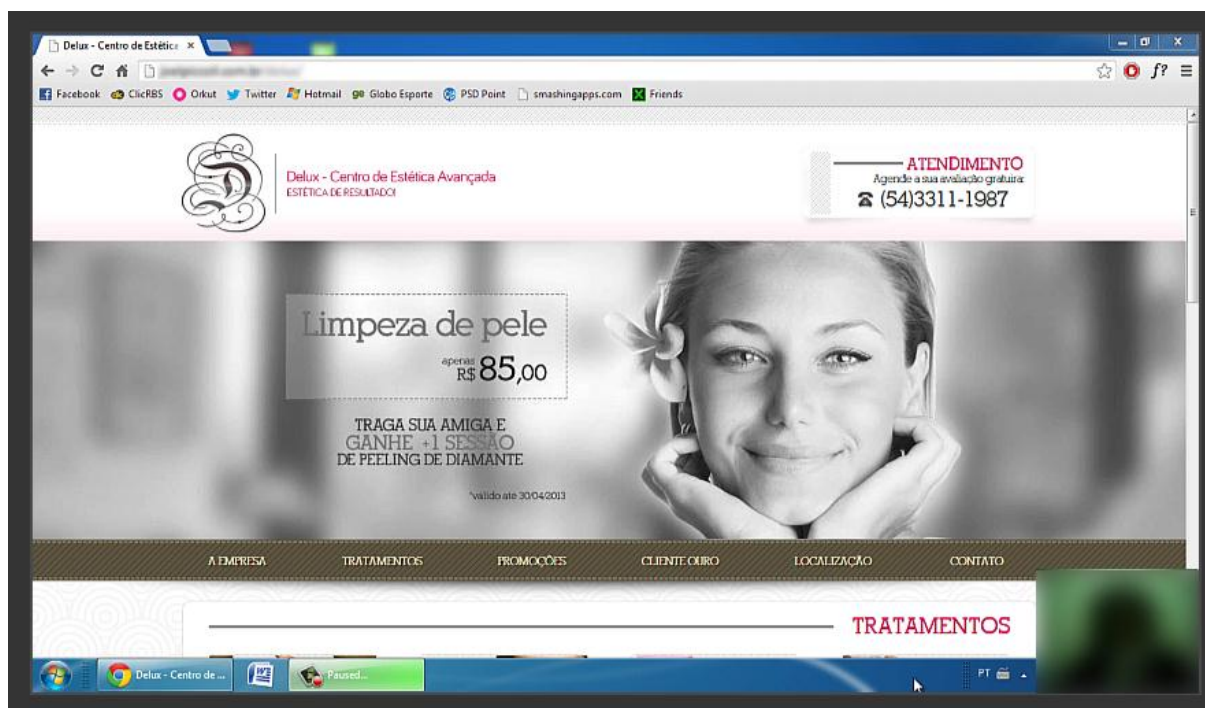 Delux - Centro de Estética
Facebook ClicRBS Orkut Twitter Hotmail Globo Esporte PSD Point smashingapps.com Friends
f?
D
Delux - Centro de Estética Avançada
ESTÉTICA DE RESULTADO!
ATENDIMENTO
Agende a sua avaliação gratuira:
(54)3311-1987
Limpeza de pele
apenas
R$ 85,00
TRAGA SUA AMIGA E
GANHE +1 SESSÃO
DE PEELING DE DIAMANTE
*valido até 30/04/2013
A EMPRESA TRATAMENTOS PROMOÇÕES CLIENTE OURO LOCALIZAÇÃO CONTATO
TRATAMENTOS
Delux - Centro de ... Paused... PT